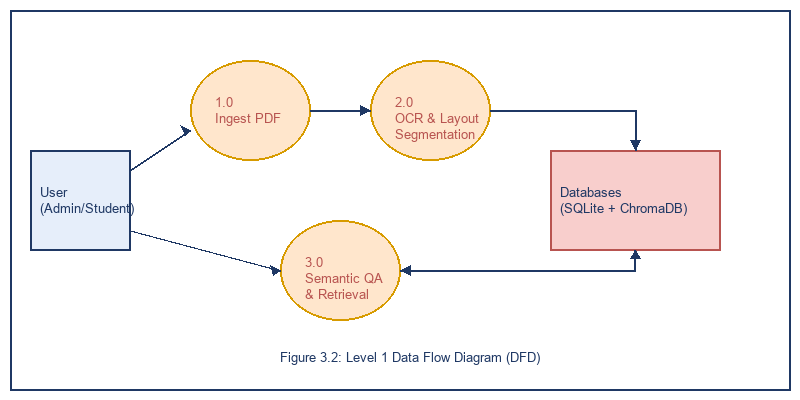 1.0
Ingest PDF
2.0
OCR & Layout
Segmentation
User
(Admin/Student)
Databases
(SQLite + ChromaDB)
3.0
Semantic QA
& Retrieval
Figure 3.2: Level 1 Data Flow Diagram (DFD)